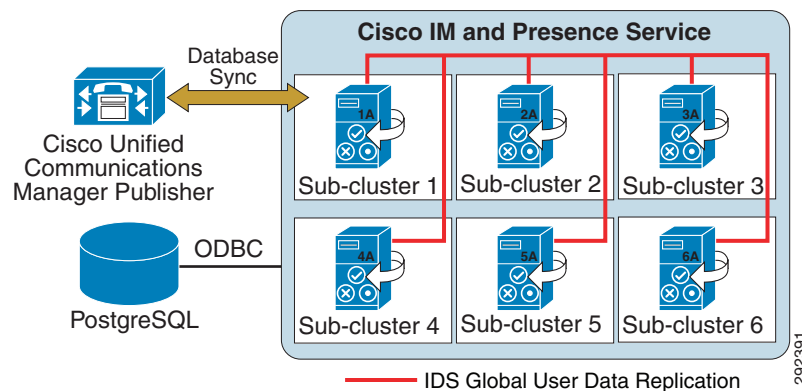 Cisco IM and Presence Service
Database
Sync
Cisco Unified
Communications
Manager Publisher
1A
2A
3A
Sub-cluster 1
Sub-cluster 2
Sub-cluster 3
ODBC
PostgreSQL
4A
5A
6A
Sub-cluster 4
Sub-cluster 5
Sub-cluster 6
IDS Global User Data Replication
292391